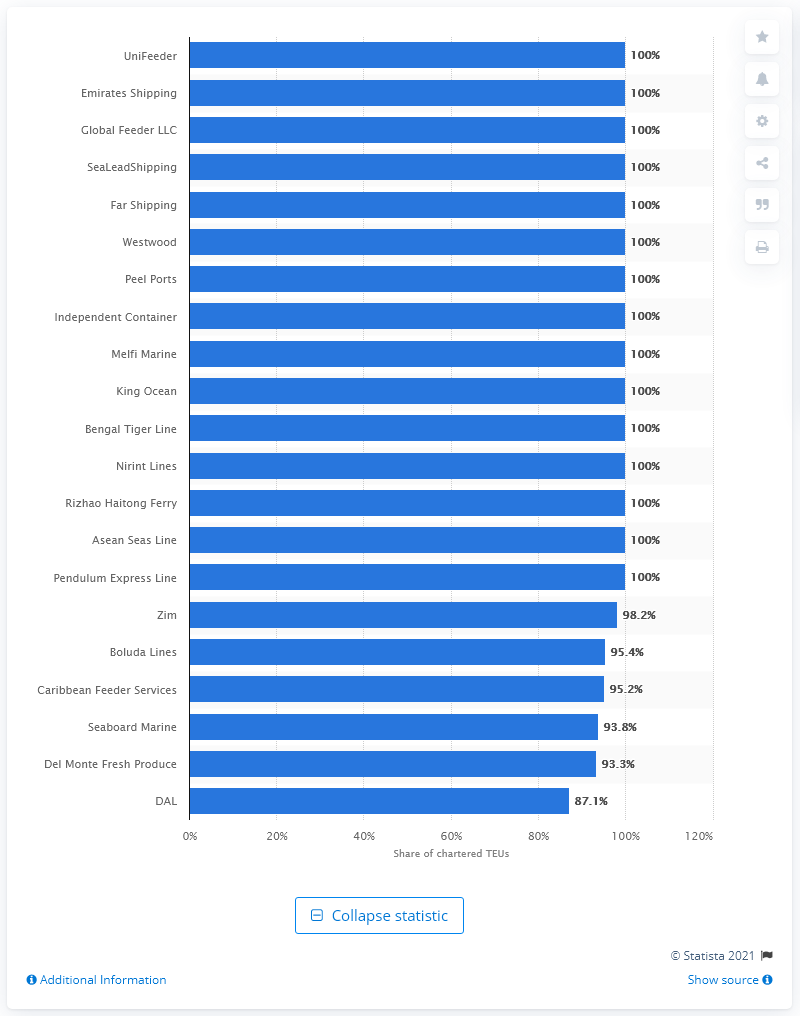 UniFeeder 100%
Emirates Shipping 100%
Global Feeder LLC 100%
SeaLeadShipping 100%
Far Shipping 100%
Westwood 100%
Peel Ports 100%
Independent Container 100%
Melfi Marine 100%
King Ocean 100%
Bengal Tiger Line 100%
Nirint Lines 100%
Rizhao Haitong Ferry 100%
Asean Seas Line 100%
Pendulum Express Line 100%
Zim 98.2%
Boluda Lines 95.4%
Caribbean Feeder Services 95.2%
Seaboard Marine 93.8%
Del Monte Fresh Produce 93.3%
DAL 87.1%
0% 20% 40% 60% 80% 100% 120%
Share of chartered TEUs
Collapse statistic
© Statista 2021
Additional Information Show source